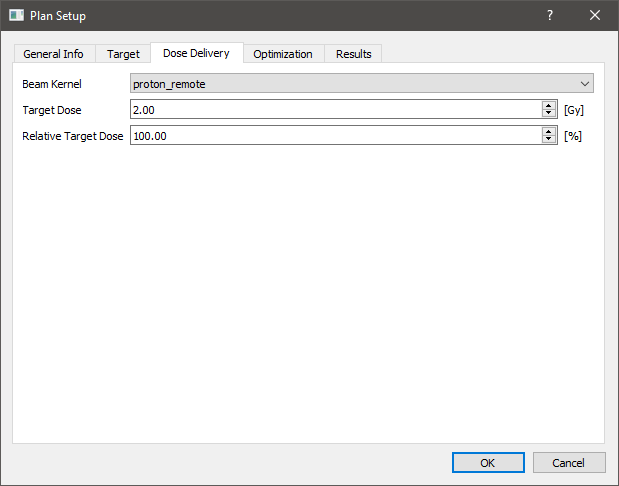 Plan Setup
?
General Info Target Dose Delivery Optimization Results
Beam Kernel proton_remote
Target Dose 2.00 [Gy]
Relative Target Dose 100.00 [%]
OK Cancel